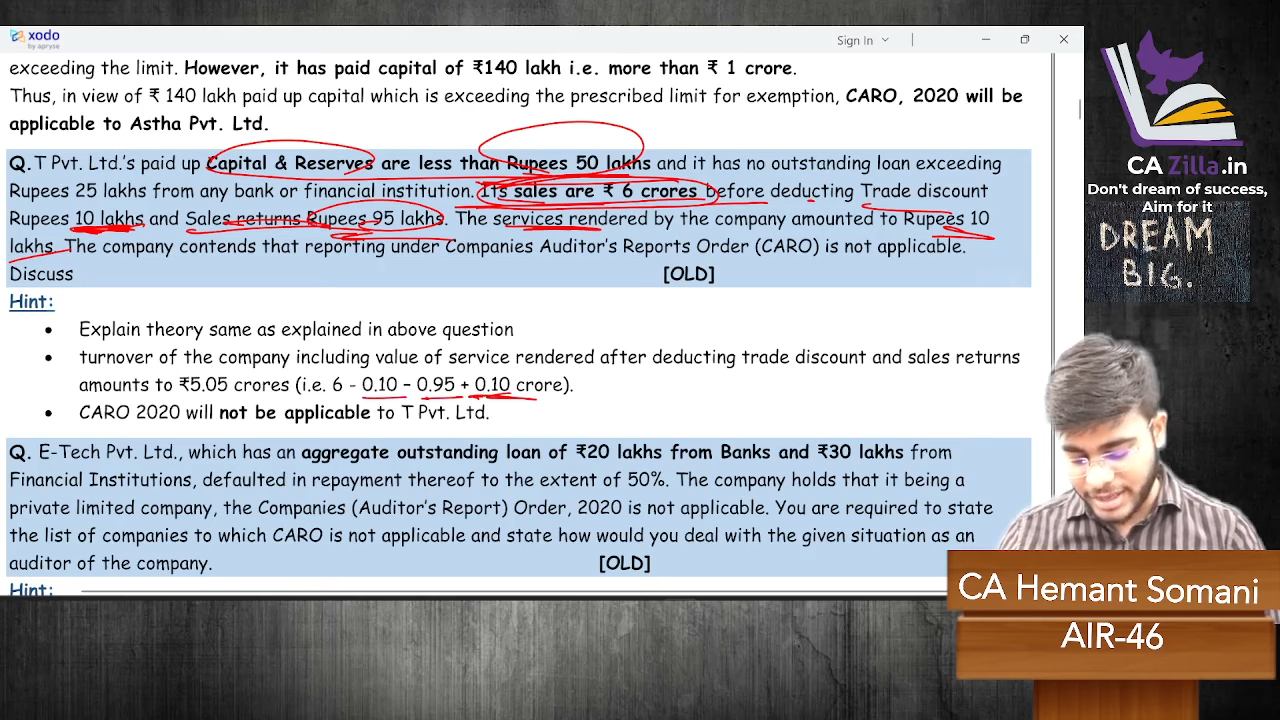 xodo
by apryse
Sign In
exceeding the limit. However, it has paid capital of ₹140 lakh i.e. more than ₹ 1 crore.
Thus, in view of ₹ 140 lakh paid up capital which is exceeding the prescribed limit for exemption, CARO, 2020 will be
applicable to Astha Pvt. Ltd.
Q. T Pvt. Ltd.'s paid up Capital & Reserves are less than Rupees 50 lakhs and it has no outstanding loan exceeding
Rupees 25 lakhs from any bank or financial institution. Its sales are ₹ 6 crores before deducting Trade discount
Rupees 10 lakhs and Sales returns Rupees 95 lakhs. The services rendered by the company amounted to Rupees 10
lakhs. The company contends that reporting under Companies Auditor's Reports Order (CARO) is not applicable.
Discuss [OLD]
Hint:
• Explain theory same as explained in above question
• turnover of the company including value of service rendered after deducting trade discount and sales returns
amounts to ₹5.05 crores (i.e. 6 - 0.10 – 0.95 + 0.10 crore).
• CARO 2020 will not be applicable to T Pvt. Ltd.
Q. E-Tech Pvt. Ltd., which has an aggregate outstanding loan of ₹20 lakhs from Banks and ₹30 lakhs from
Financial Institutions, defaulted in repayment thereof to the extent of 50%. The company holds that it being a
private limited company, the Companies (Auditor's Report) Order, 2020 is not applicable. You are required to state
the list of companies to which CARO is not applicable and state how would you deal with the given situation as an
auditor of the company. [OLD]
Hint:
CA Zilla.in
Don't dream of success,
Aim for it
DREAM
BIG.
CA Hemant Somani
AIR-46